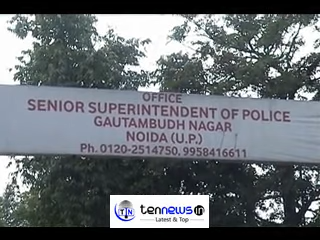 OFFICE
SENIOR SUPERINTENDENT OF POLICE
GAUTAMBUDH NAGAR
NOIDA (U.P.)
Ph. 0120-2514750, 9958416611
TN
tennews.in
Latest & Top